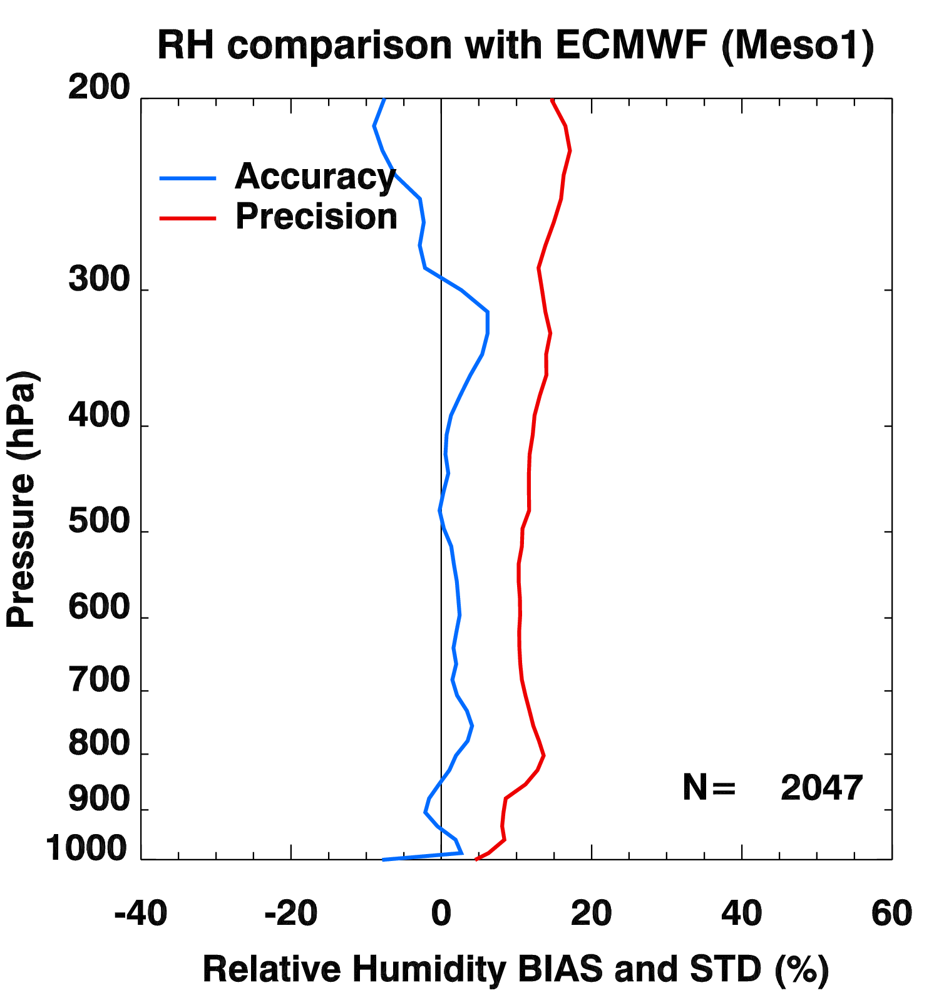 RH comparison with ECMWF (Meso1)
200
Accuracy
Precision
300
400
500
600
700
800
900
1000
Pressure (hPa)
N= 2047
-40 -20 0 20 40 60
Relative Humidity BIAS and STD (%)